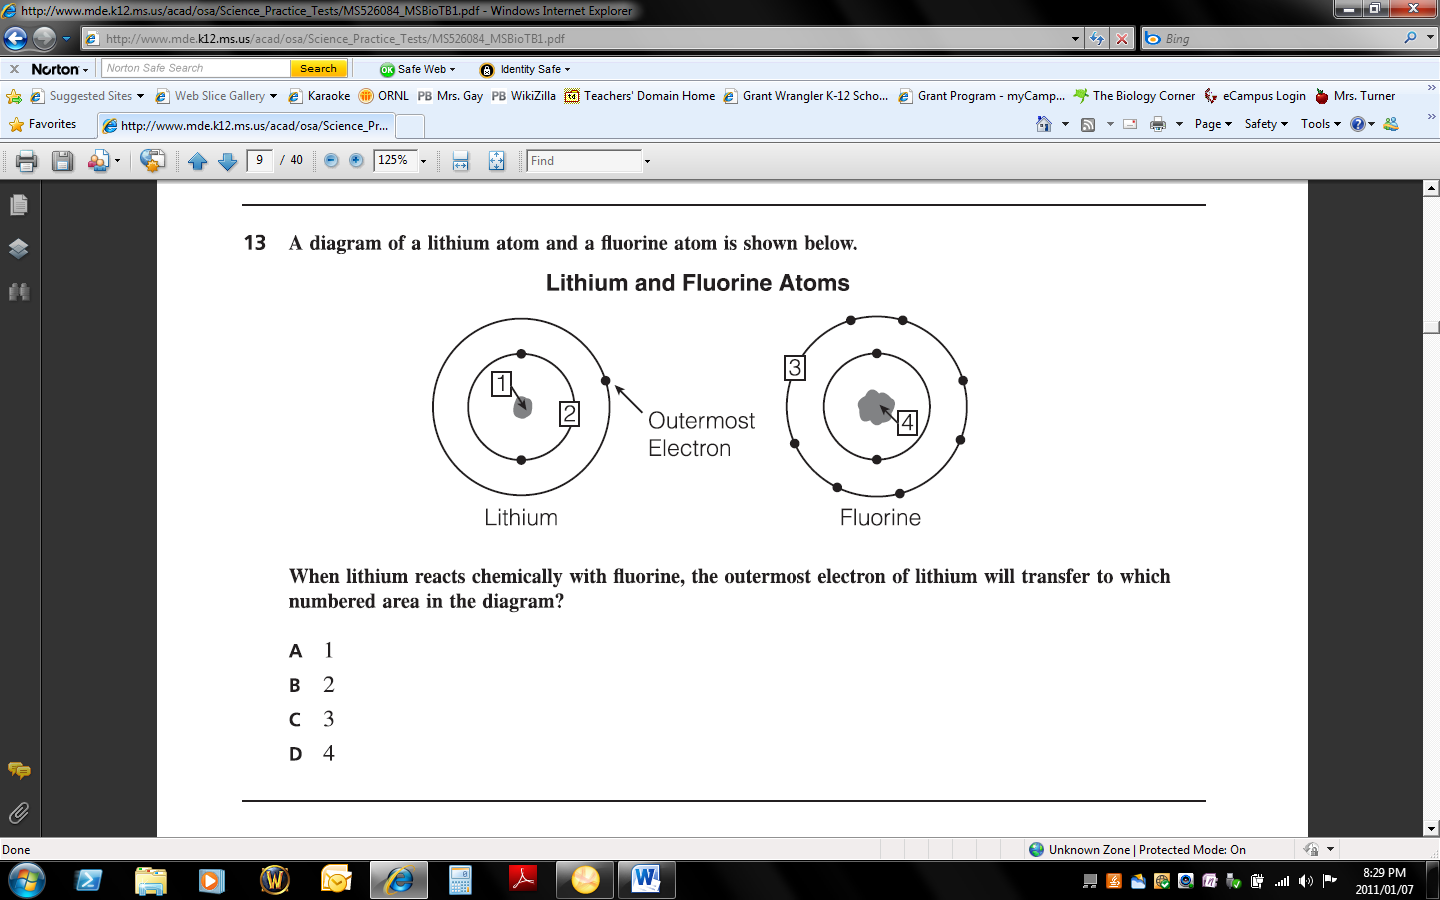 http://www.mde.k12.ms.us/acad/osa/Science_Practice_Tests/MS526084_MSBioTB1.pdf - Windows Internet Explorer
http://www.mde.k12.ms.us/acad/osa/Science_Practice_Tests/MS526084_MSBioTB1.pdf
Bing
X Norton Norton Safe Search Search OK Safe Web Identity Safe
Suggested Sites Web Slice Gallery Karaoke ORNL PB Mrs. Gay PB WikiZilla td Teachers' Domain Home Grant Wrangler K-12 Scho... Grant Program - myCamp... The Biology Corner eCampus Login Mrs. Turner
Favorites http://www.mde.k12.ms.us/acad/osa/Science_Pr... Page Safety Tools
9 / 40 125% Find
13 A diagram of a lithium atom and a fluorine atom is shown below.
Lithium and Fluorine Atoms
1
2
Outermost
Electron
Lithium
3
4
Fluorine
When lithium reacts chemically with fluorine, the outermost electron of lithium will transfer to which
numbered area in the diagram?
A 1
B 2
C 3
D 4
Done Unknown Zone | Protected Mode: On
8:29 PM
2011/01/07